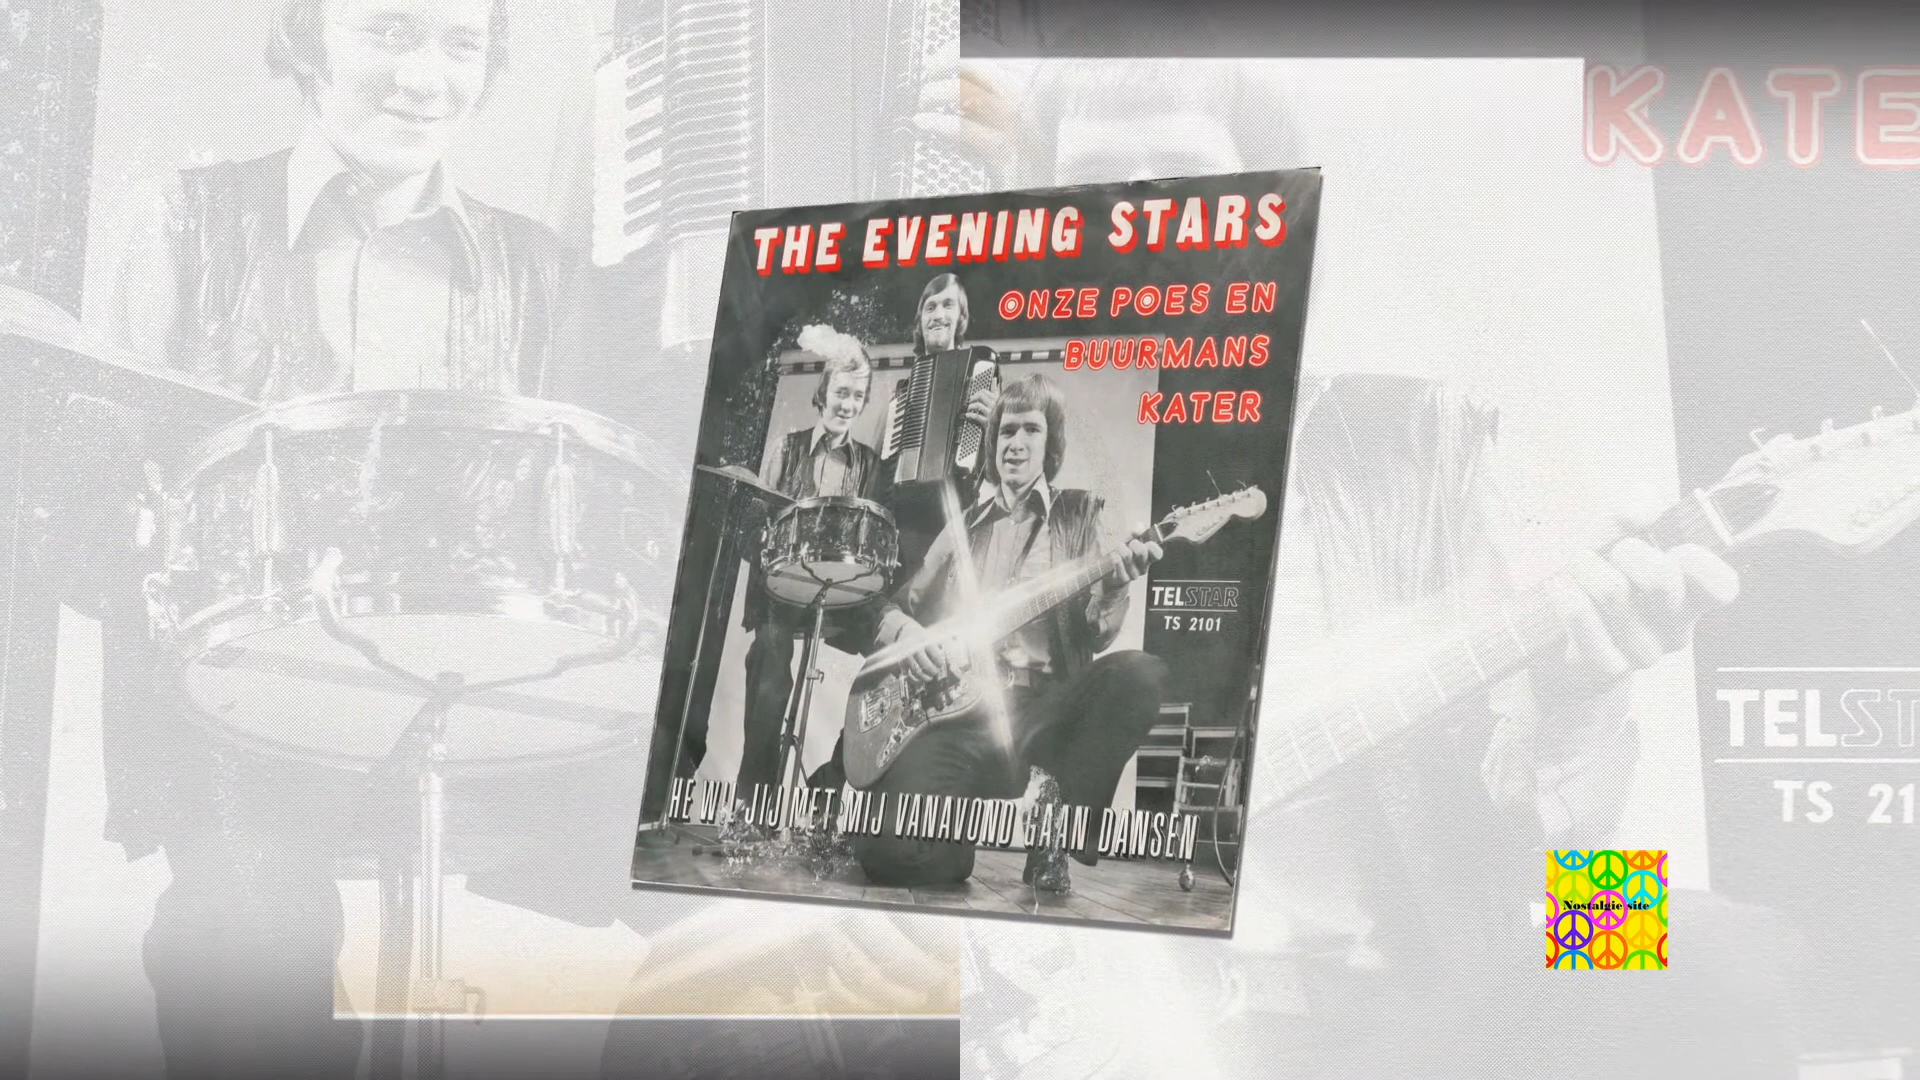 THE EVENING STARS
ONZE POES EN
BUURMANS
KATER
TELSTAR
TS 2101
HE WIL JIJ MET MIJ VANAVOND GAAN DANSEN
KATE
TELST
TS 21
Nostalgie site